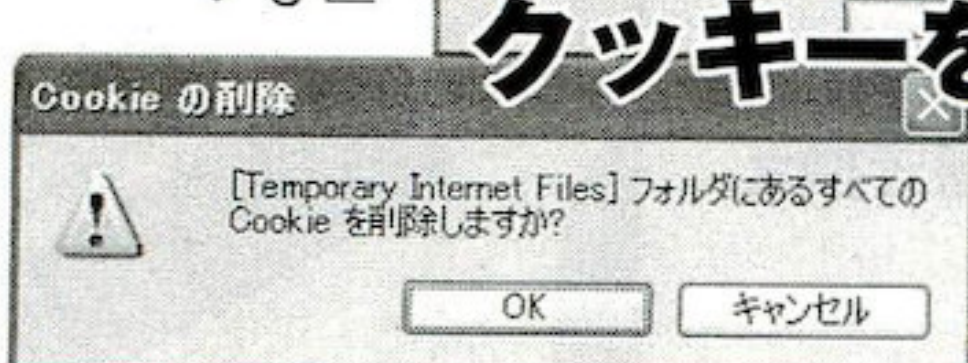 クッキーを
Cookie の削除
[Temporary Internet Files] フォルダにあるすべての
Cookie を削除しますか?
OK
キャンセル